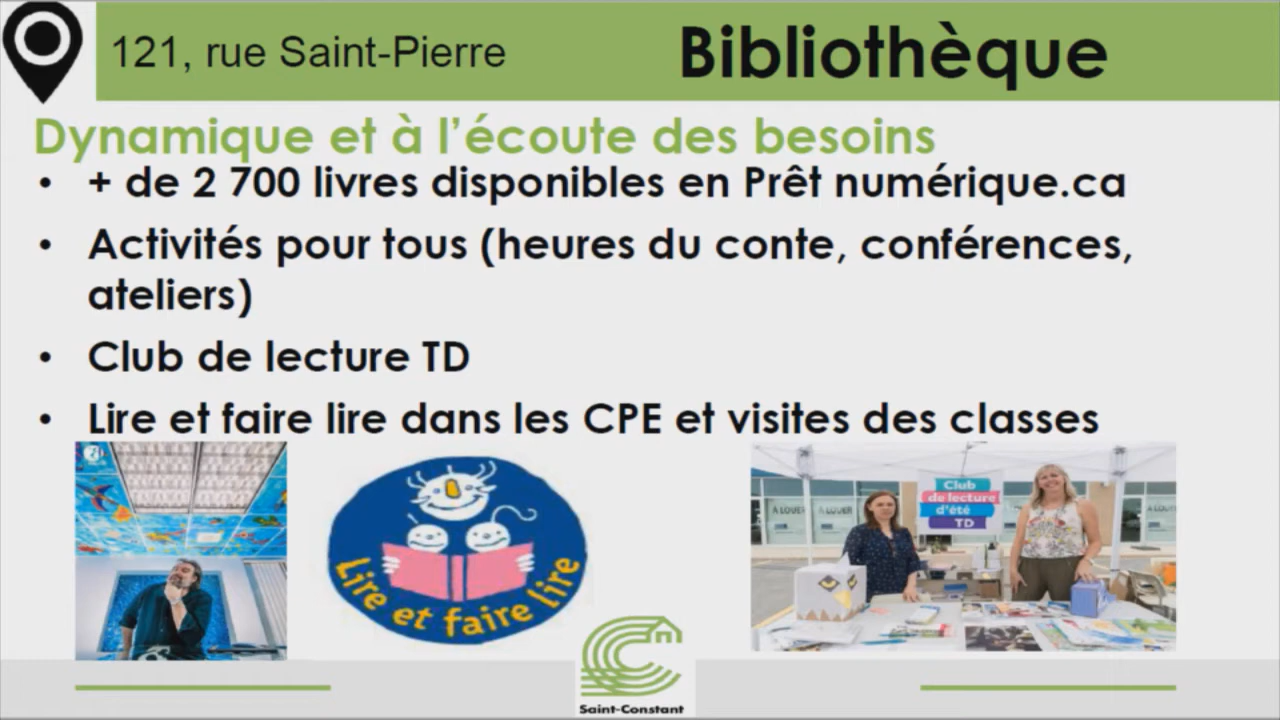 121, rue Saint-Pierre
Bibliothèque
Dynamique et à l'écoute des besoins
• + de 2 700 livres disponibles en Prêt numérique.ca
• Activités pour tous (heures du conte, conférences,
ateliers)
• Club de lecture TD
• Lire et faire lire dans les CPE et visites des classes
Lire et faire lire
Club
de lecture
d'été
TD
À LOUER
À LOUER
À LOUER
Saint-Constant